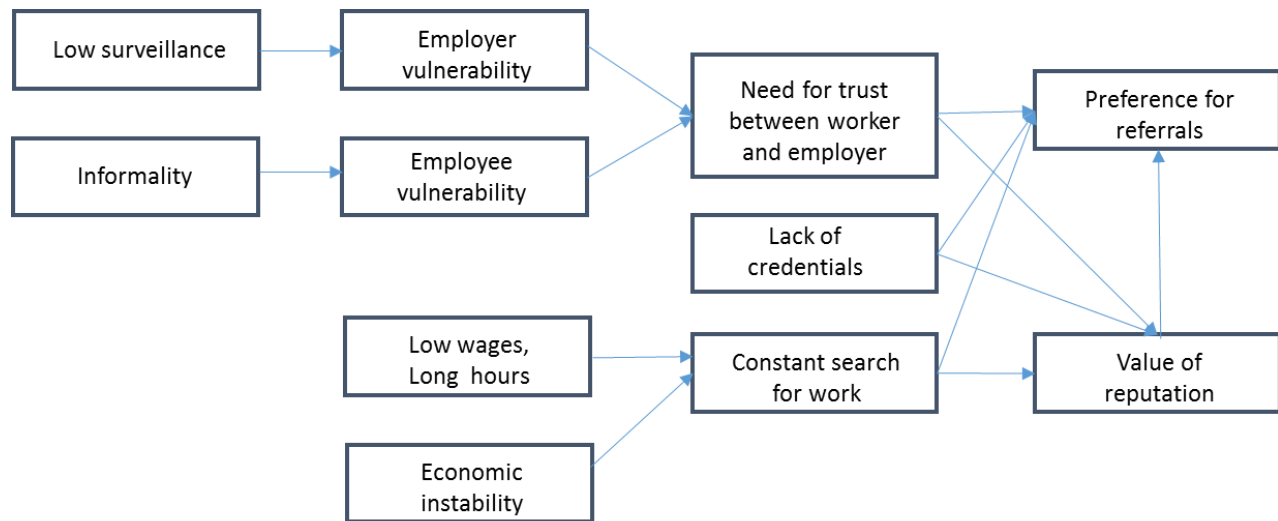 Low surveillance
Employer
vulnerability
Need for trust
between worker
and employer
Preference for
referrals
Informality
Employee
vulnerability
Lack of
credentials
Low wages,
Long hours
Constant search
for work
Value of
reputation
Economic
instability